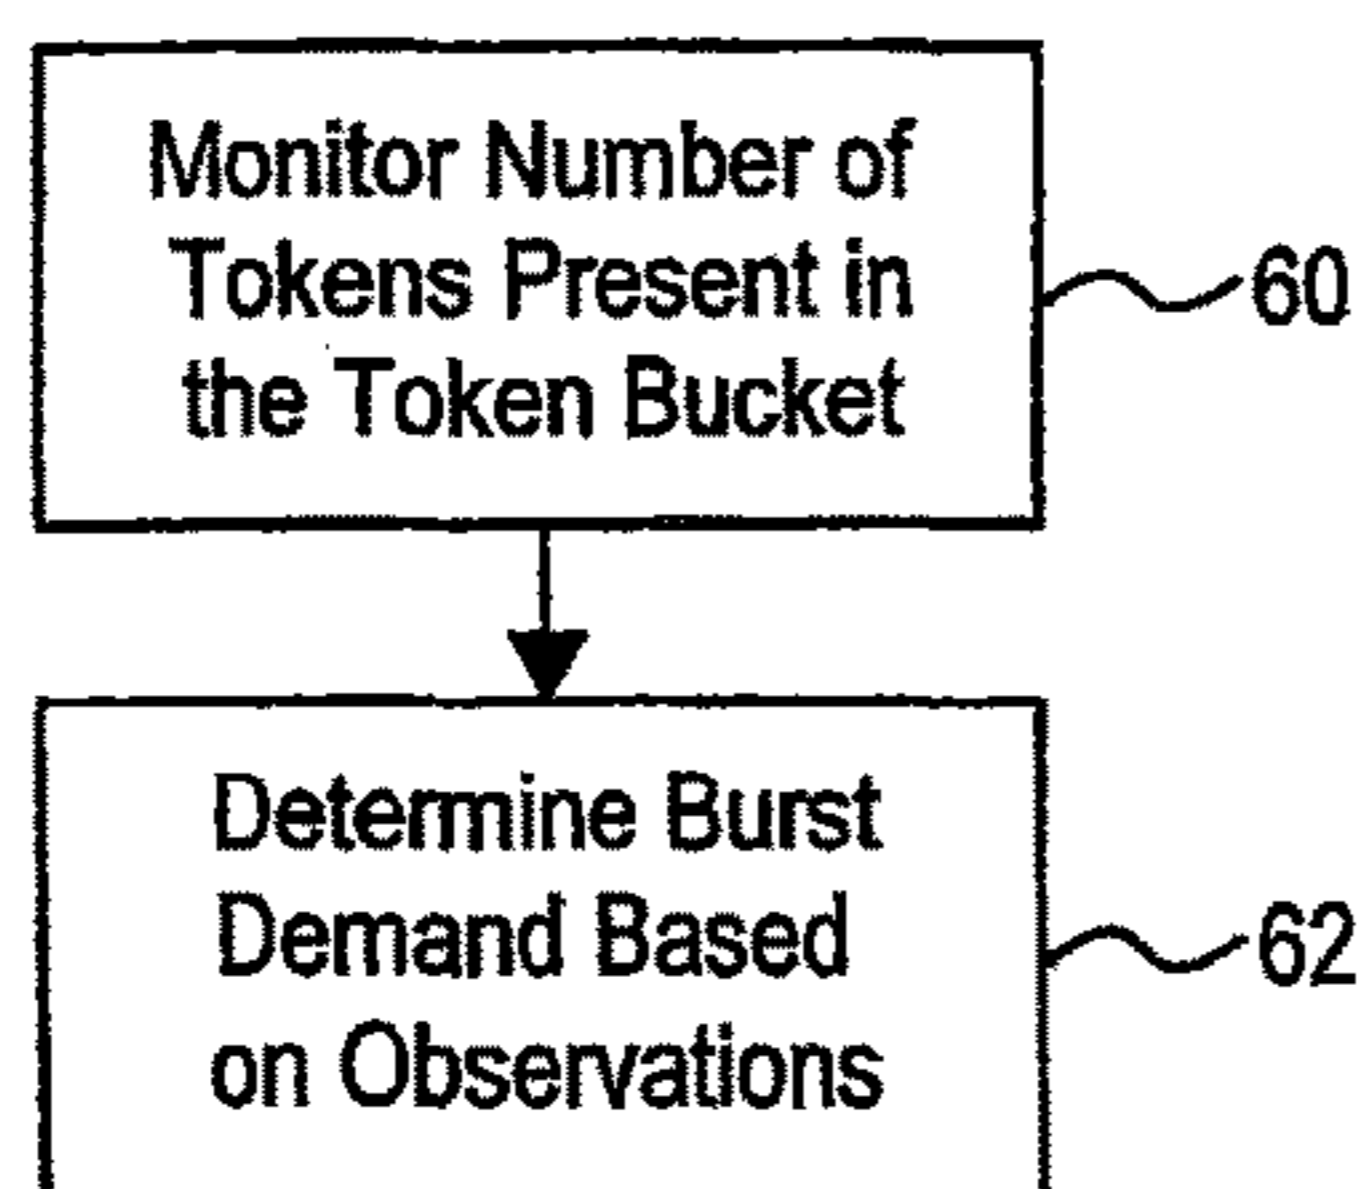 Monitor Number of
Tokens Present in
the Token Bucket
60
Determine Burst
Demand Based
on Observations
62